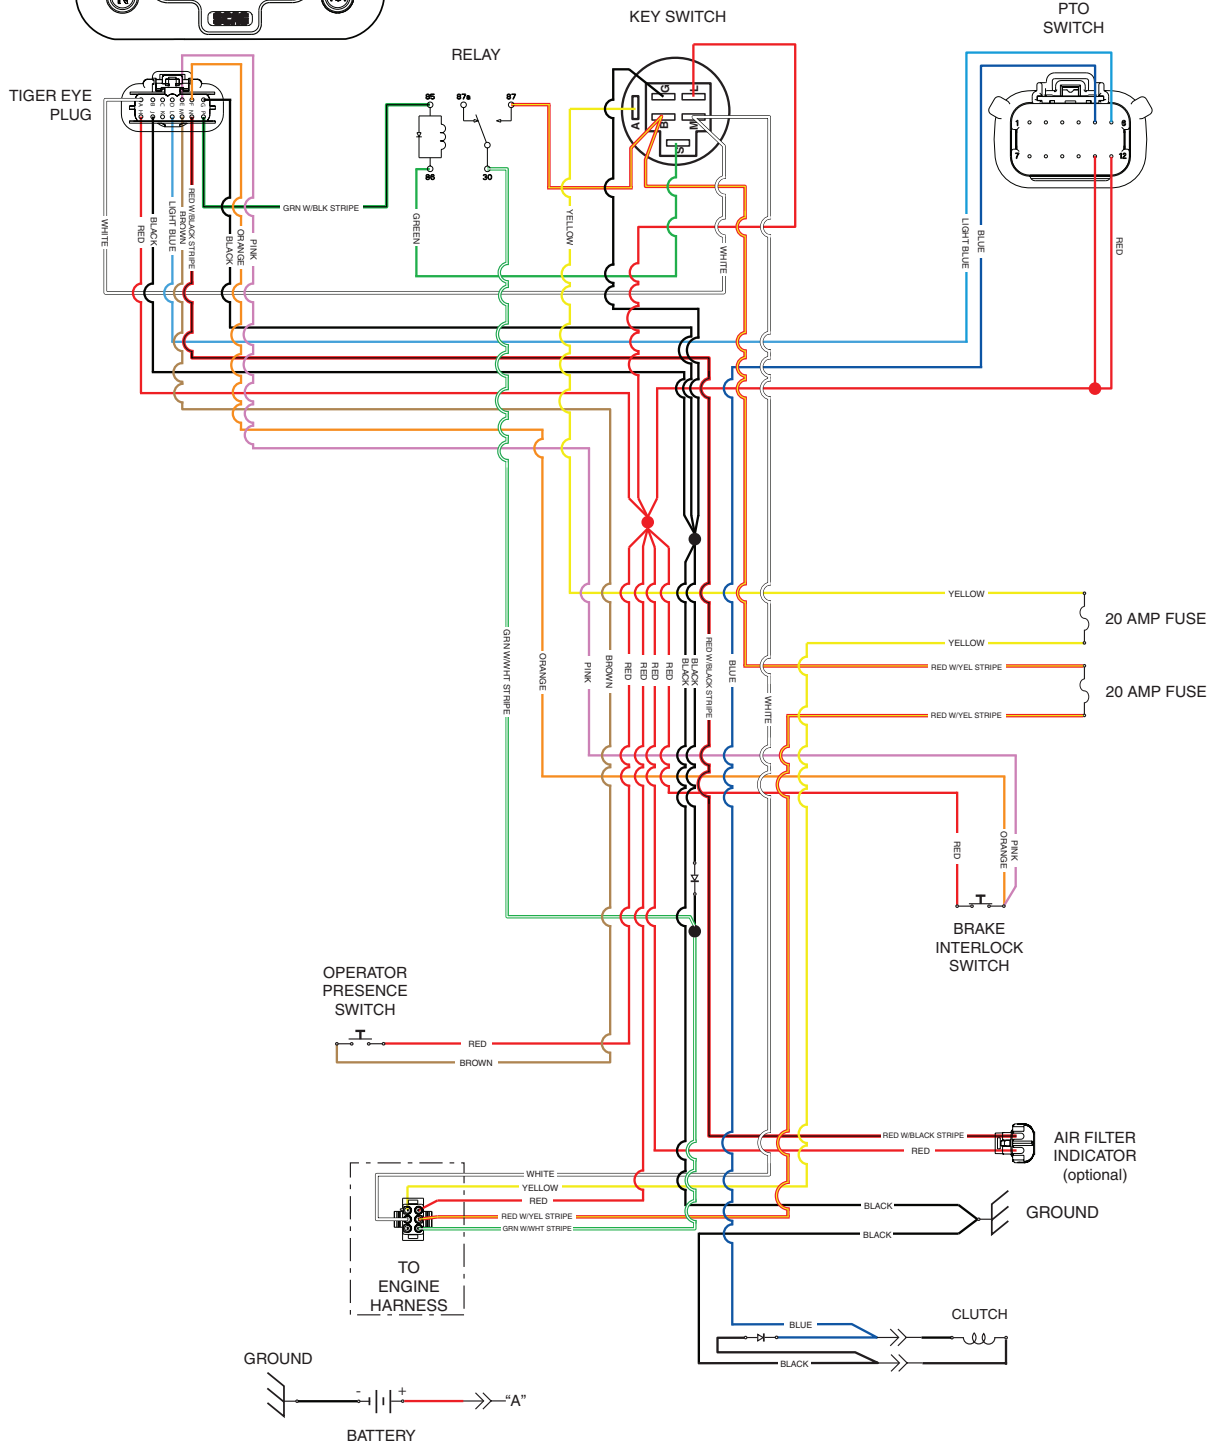 KEY SWITCH
PTO
SWITCH
RELAY
TIGER EYE
PLUG
85
87a
87
86
30
G
L
A
B
M
S
1
6
7
12
GRN W/BLK STRIPE
WHITE
RED
BLACK
LIGHT BLUE
BROWN
RED W/BLACK STRIPE
BLACK
ORANGE
PINK
GREEN
YELLOW
WHITE
LIGHT BLUE
BLUE
RED
YELLOW
20 AMP FUSE
YELLOW
RED W/YEL STRIPE
20 AMP FUSE
RED W/YEL STRIPE
GRN W/WHT STRIPE
ORANGE
PINK
BROWN
RED
RED
RED
RED
BLACK
BLACK
RED W/BLACK STRIPE
BLUE
WHITE
RED
ORANGE
PINK
BRAKE
INTERLOCK
SWITCH
OPERATOR
PRESENCE
SWITCH
RED
BROWN
RED W/BLACK STRIPE
RED
AIR FILTER
INDICATOR
(optional)
WHITE
YELLOW
RED
RED W/YEL STRIPE
GRN W/WHT STRIPE
TO
ENGINE
HARNESS
BLACK
BLACK
GROUND
CLUTCH
BLUE
BLACK
GROUND
- +
"A"
BATTERY